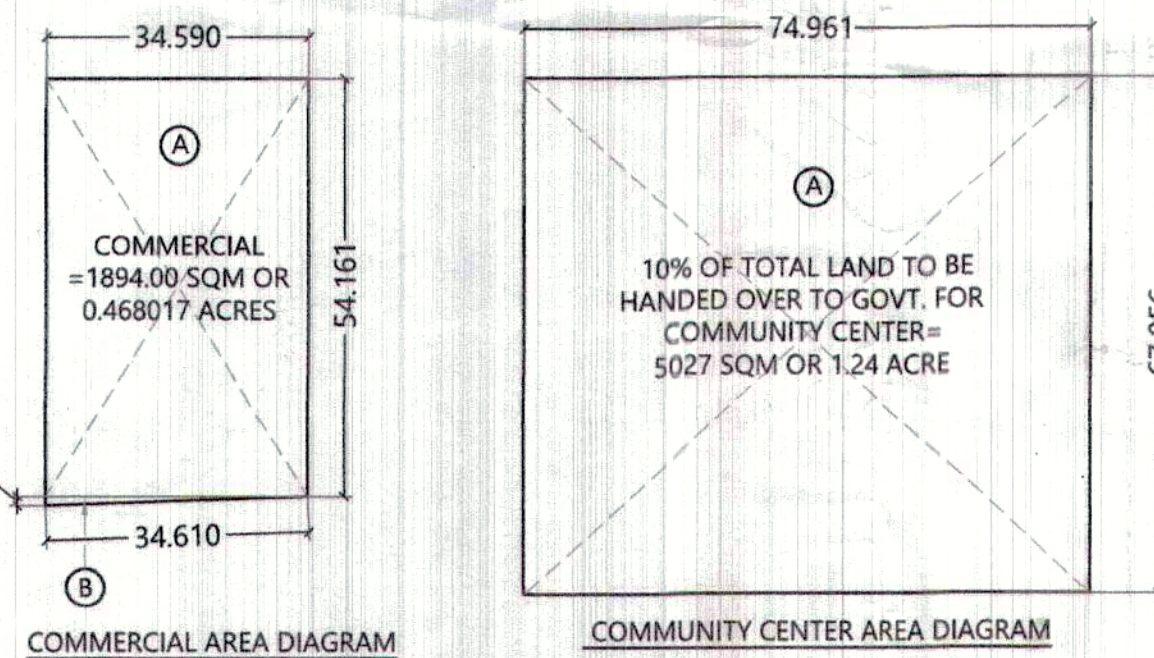 34.590
A
COMMERCIAL
=1894.00 SQM OR
0.468017 ACRES
54.161
34.610
B
COMMERCIAL AREA DIAGRAM
74.961
A
10% OF TOTAL LAND TO BE
HANDED OVER TO GOVT. FOR
COMMUNITY CENTER=
5027 SQM OR 1.24 ACRE
COMMUNITY CENTER AREA DIAGRAM